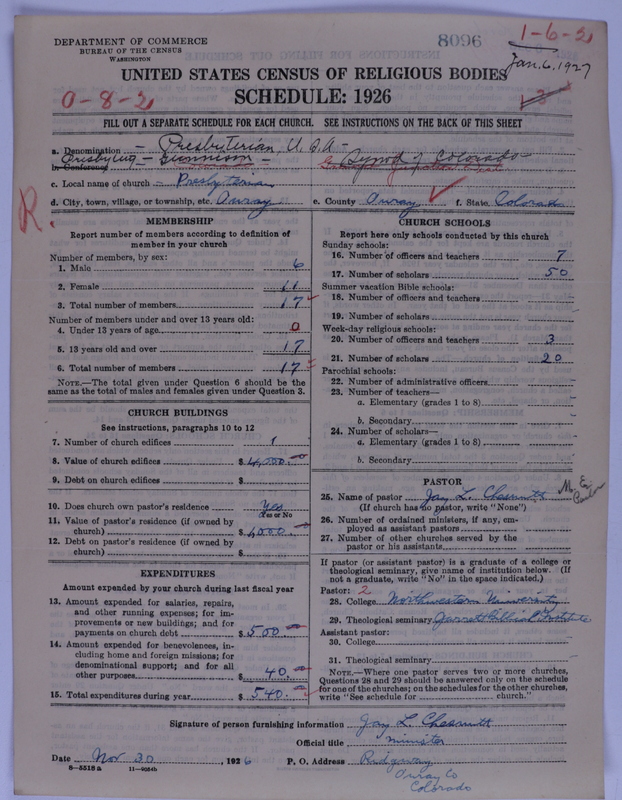 DEPARTMENT OF COMMERCE
BUREAU OF THE CENSUS
WASHINGTON
8096
1-6-2
Jan. 6, 1927
UNITED STATES CENSUS OF RELIGIOUS BODIES
SCHEDULE: 1926
0-8-2
FILL OUT A SEPARATE SCHEDULE FOR EACH CHURCH. SEE INSTRUCTIONS ON THE BACK OF THIS SHEET
a. Denomination - Presbyterian, U.S.A. -
Presbytery - Gunnison - Synod of Colorado
b. Conference
c. Local name of church - Presbyterian
d. City, town, village, or township, etc. Ouray e. County Ouray f. State Colorado
R.
MEMBERSHIP
Report number of members according to definition of
member in your church
Number of members, by sex:
1. Male 6
2. Female 11
3. Total number of members 17
Number of members under and over 13 years old:
4. Under 13 years of age 0
5. 13 years old and over 17
6. Total number of members 17
NOTE.—The total given under Question 6 should be the
same as the total of males and females given under Question 3.
CHURCH BUILDINGS
See instructions, paragraphs 10 to 12
7. Number of church edifices 1
8. Value of church edifices $ 4,000.00
9. Debt on church edifices $
10. Does church own pastor's residence Yes
Yes or No
11. Value of pastor's residence (if owned by
church) $
12. Debt on pastor's residence (if owned by
church) $
EXPENDITURES
Amount expended by your church during last fiscal year
13. Amount expended for salaries, repairs,
and other running expenses; for im-
provements or new buildings; and for
payments on church debt $ 500.00
14. Amount expended for benevolences, in-
cluding home and foreign missions; for
denominational support; and for all
other purposes $ 40.00
15. Total expenditures during year $ 540.00
CHURCH SCHOOLS
Report here only schools conducted by this church
Sunday schools:
16. Number of officers and teachers 7
17. Number of scholars 50
Summer vacation Bible schools:
18. Number of officers and teachers
19. Number of scholars
Week-day religious schools:
20. Number of officers and teachers 3
21. Number of scholars 20
Parochial schools:
22. Number of administrative officers
23. Number of teachers—
a. Elementary (grades 1 to 8)
b. Secondary
24. Number of scholars—
a. Elementary (grades 1 to 8)
b. Secondary
PASTOR
25. Name of pastor Jay L.
(If church has no pastor, write "None")
M. E.
26. Number of ordained ministers, if any, em-
ployed as assistant pastors
27. Number of other churches served by the
pastor or his assistants
If pastor (or assistant pastor) is a graduate of a college or
theological seminary, give name of institution below. (If
not a graduate, write "No" in the space indicated.)
Pastor: 2
28. College Northwestern University
29. Theological seminary Garrett Biblical Institute
Assistant pastor:
30. College
31. Theological seminary
NOTE.—Where one pastor serves two or more churches,
Questions 28 and 29 should be answered only on the schedule
for one of the churches; on the schedules for the other churches,
write "See schedule for church."
Signature of person furnishing information Jay L.
Official title Minister
Date Nov 30, 1926 P. O. Address Ridgway
Ouray Co
Colorado
8—5518a 11—9054b